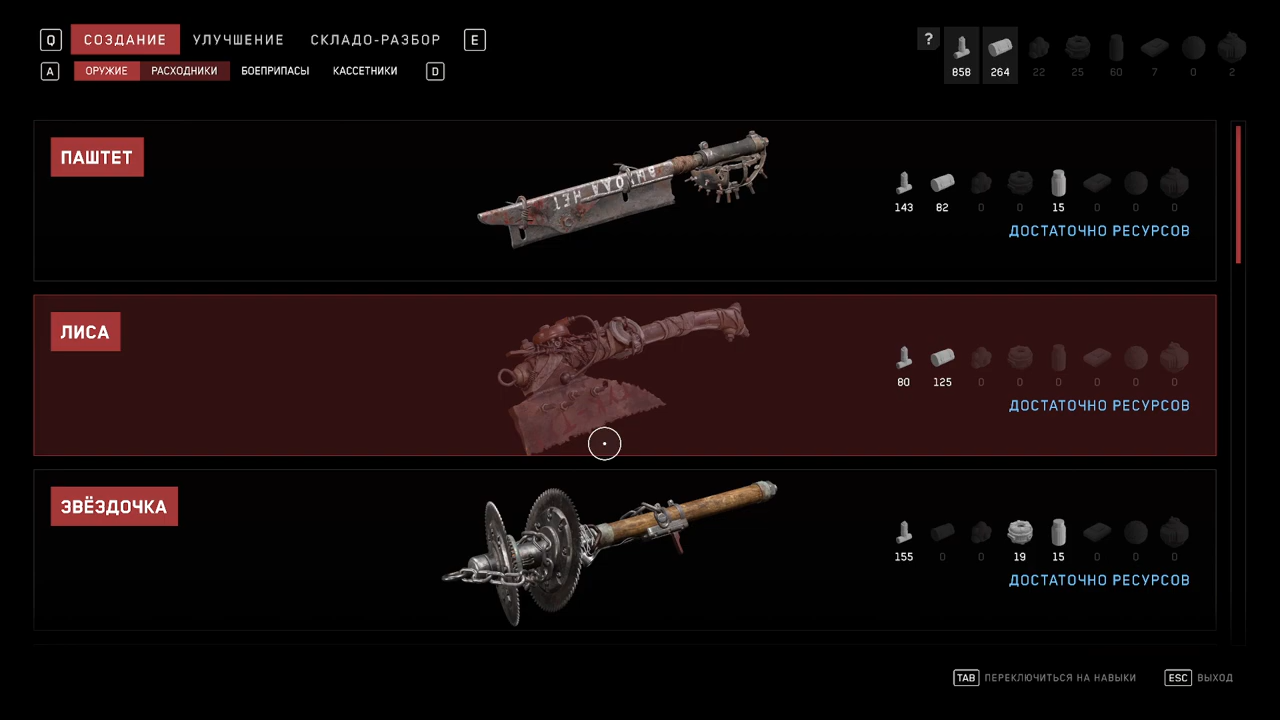 Q СОЗДАНИЕ УЛУЧШЕНИЕ СКЛАДО-РАЗБОР E
A ОРУЖИЕ РАСХОДНИКИ БОЕПРИПАСЫ КАССЕТНИКИ D
?
858 264 22 25 60 7 0 2
ПАШТЕТ
ВЫХОДА НЕТ
143 82 0 0 15 0 0 0
ДОСТАТОЧНО РЕСУРСОВ
ЛИСА
80 125 0 0 0 0 0 0
ДОСТАТОЧНО РЕСУРСОВ
ЗВЁЗДОЧКА
155 0 0 19 15 0 0 0
ДОСТАТОЧНО РЕСУРСОВ
TAB ПЕРЕКЛЮЧИТЬСЯ НА НАВЫКИ ESC ВЫХОД